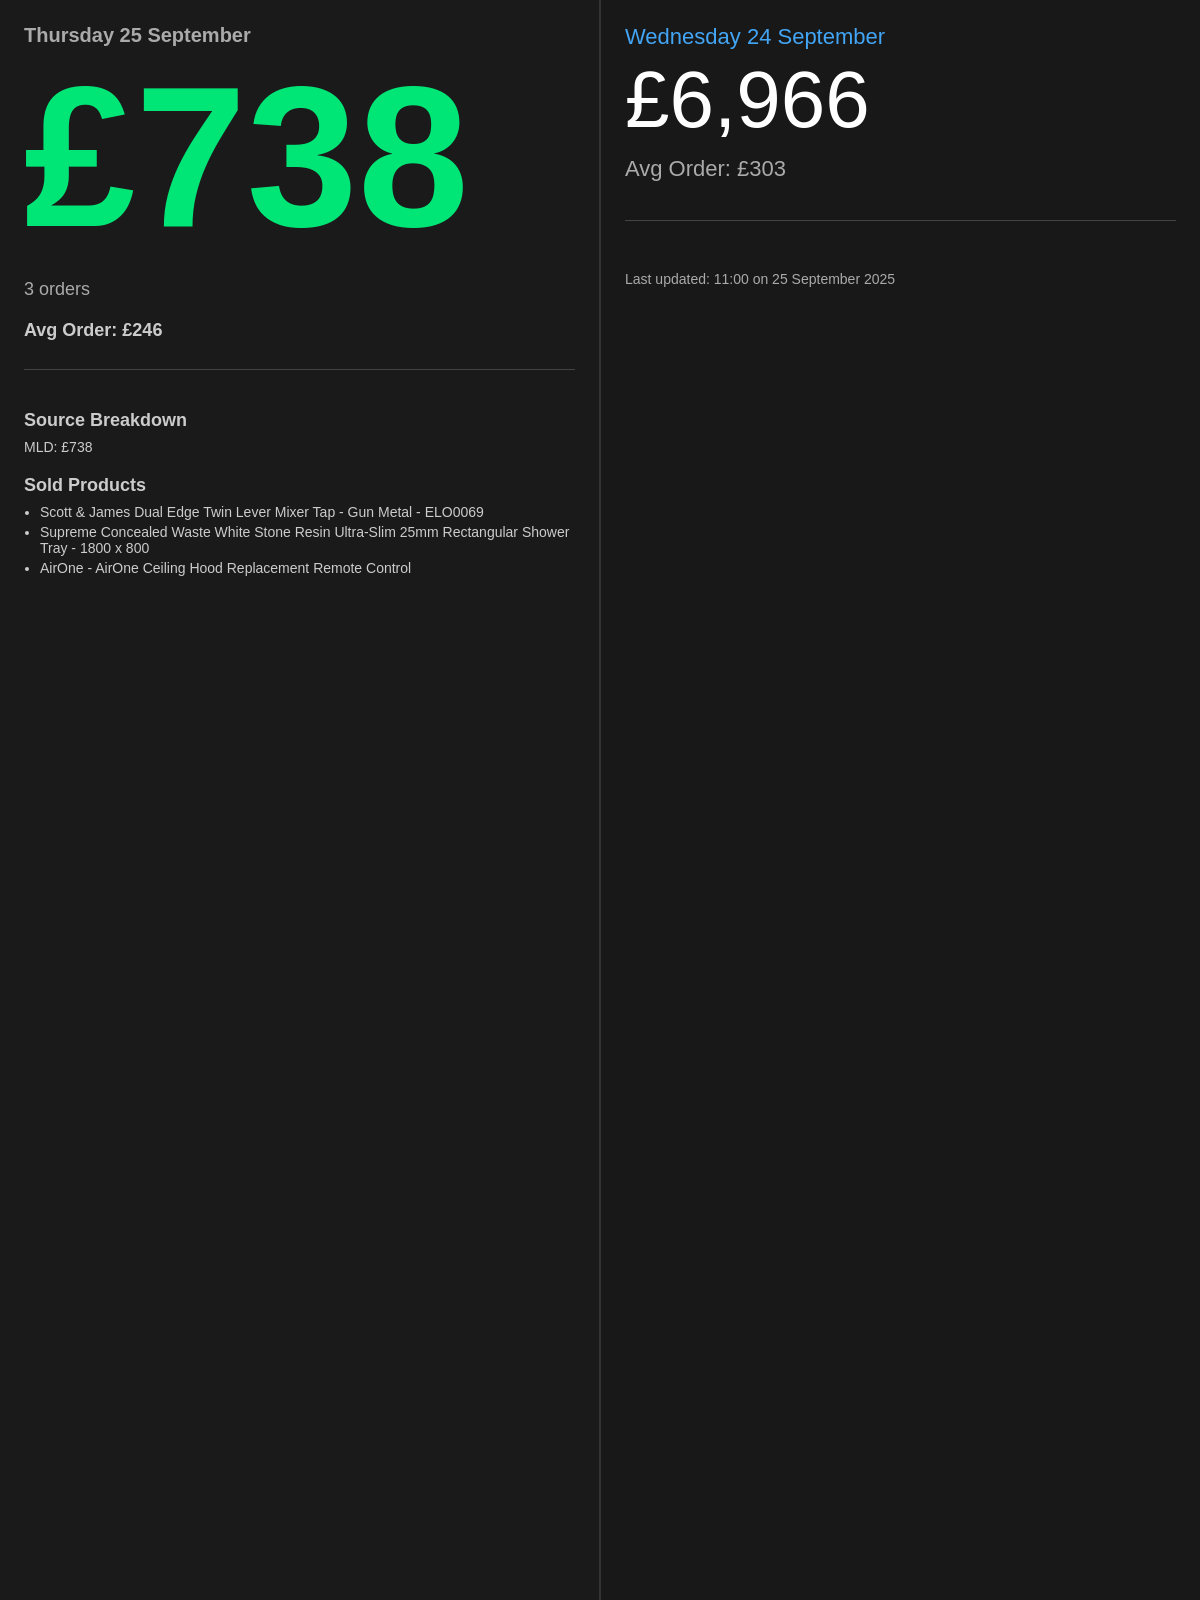 Thursday 25 September
£738
3 orders
Avg Order: £246
Source Breakdown
MLD: £738
Sold Products
• Scott & James Dual Edge Twin Lever Mixer Tap - Gun Metal - ELO0069
• Supreme Concealed Waste White Stone Resin Ultra-Slim 25mm Rectangular Shower
Tray - 1800 x 800
• AirOne - AirOne Ceiling Hood Replacement Remote Control
Wednesday 24 September
£6,966
Avg Order: £303
Last updated: 11:00 on 25 September 2025